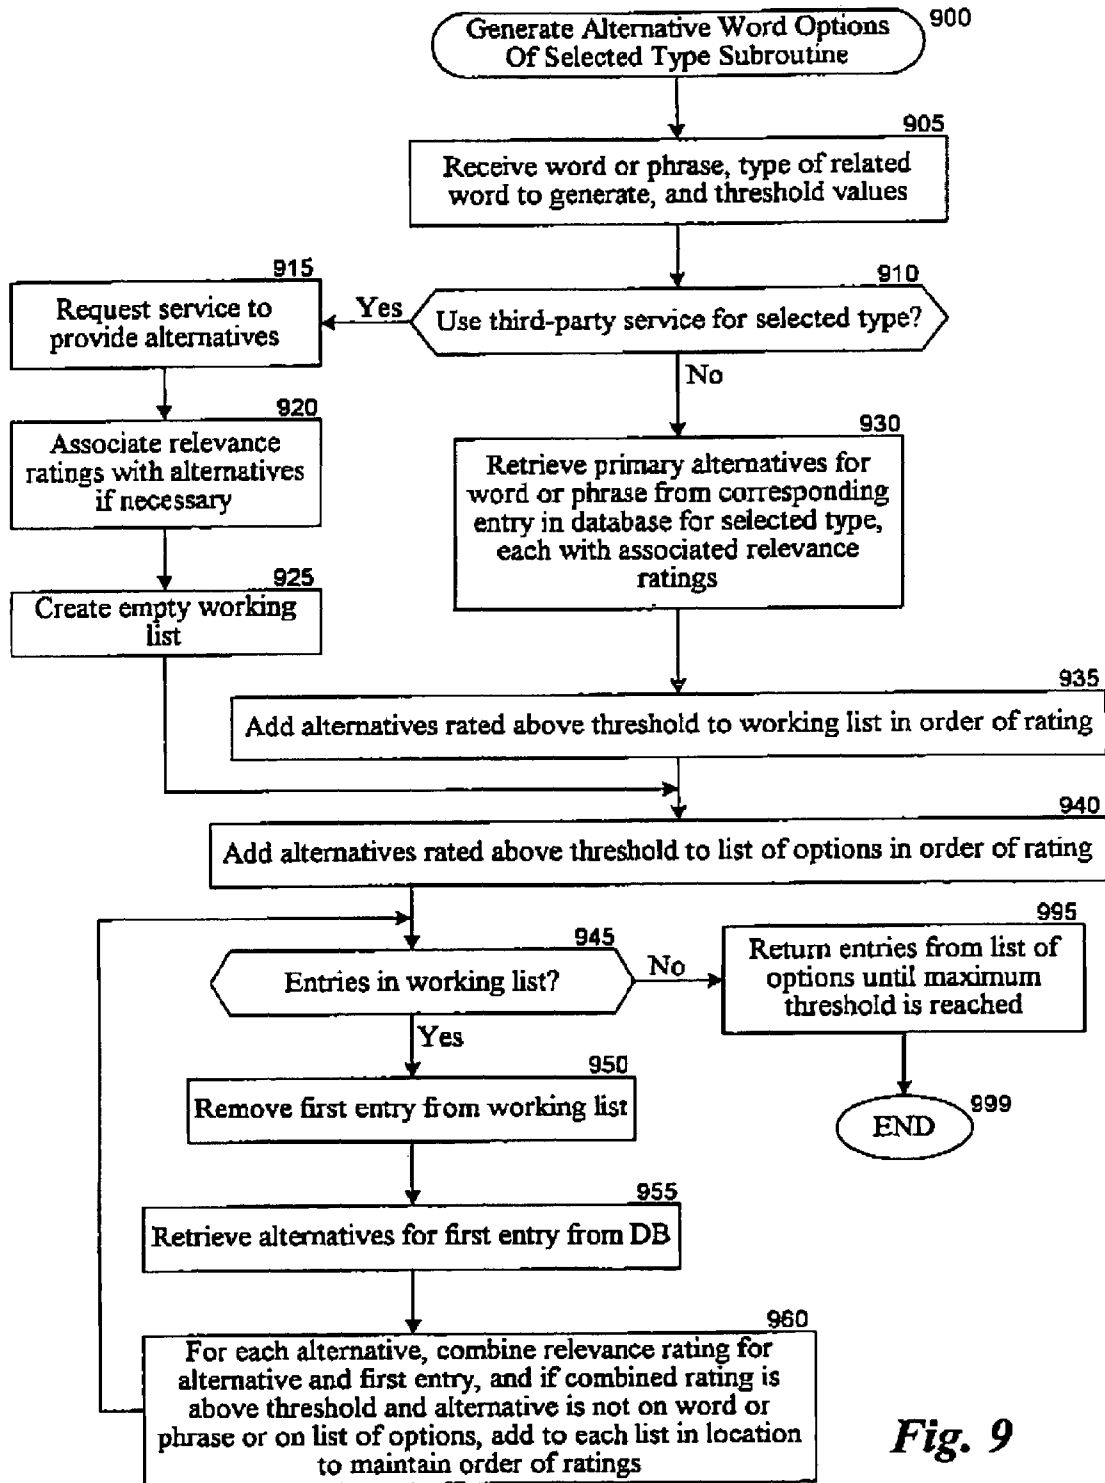 Generate Alternative Word Options
Of Selected Type Subroutine
900
905
Receive word or phrase, type of related
word to generate, and threshold values
910
Use third-party service for selected type?
Yes
No
915
Request service to
provide alternatives
920
Associate relevance
ratings with alternatives
if necessary
925
Create empty working
list
930
Retrieve primary alternatives for
word or phrase from corresponding
entry in database for selected type,
each with associated relevance
ratings
935
Add alternatives rated above threshold to working list in order of rating
940
Add alternatives rated above threshold to list of options in order of rating
945
Entries in working list?
No
Yes
995
Return entries from list of
options until maximum
threshold is reached
999
END
950
Remove first entry from working list
955
Retrieve alternatives for first entry from DB
960
For each alternative, combine relevance rating for
alternative and first entry, and if combined rating is
above threshold and alternative is not on word or
phrase or on list of options, add to each list in location
to maintain order of ratings
Fig. 9